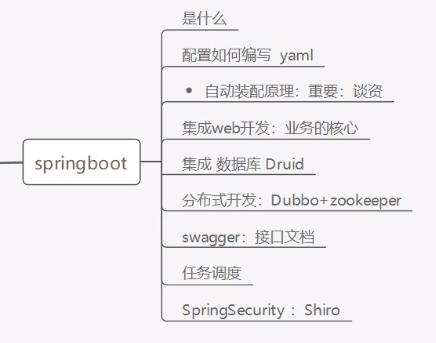 是什么
配置如何编写 yaml
• 自动装配原理：重要：谈资
集成web开发：业务的核心
springboot
集成 数据库 Druid
分布式开发：Dubbo+zookeeper
swagger：接口文档
任务调度
SpringSecurity ：Shiro